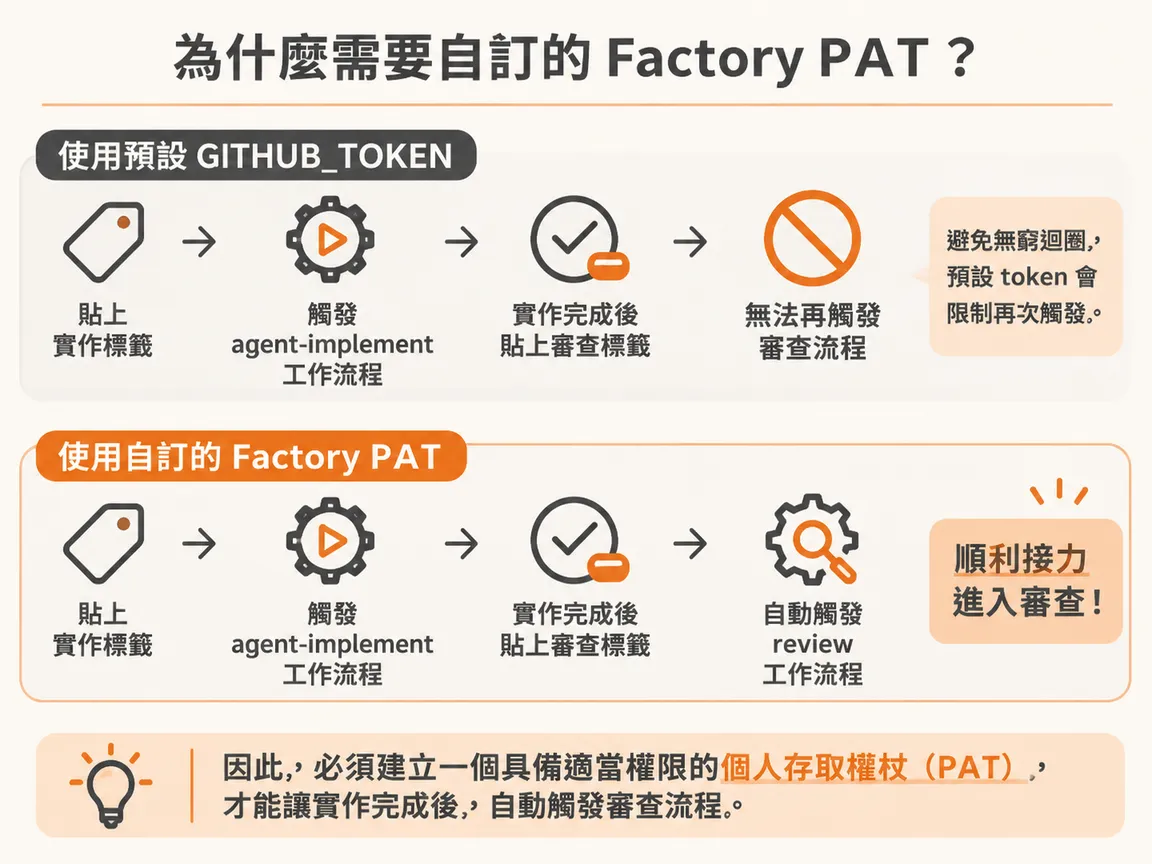 為什麼需要自訂的 Factory PAT？
使用預設 GITHUB_TOKEN
貼上
實作標籤
觸發
agent-implement
工作流程
實作完成後
貼上審查標籤
無法再觸發
審查流程
避免無窮迴圈，
預設 token 會
限制再次觸發。
使用自訂的 Factory PAT
貼上
實作標籤
觸發
agent-implement
工作流程
實作完成後
貼上審查標籤
自動觸發
review
工作流程
順利接力
進入審查！
因此，必須建立一個具備適當權限的個人存取權杖（PAT），
才能讓實作完成後，自動觸發審查流程。